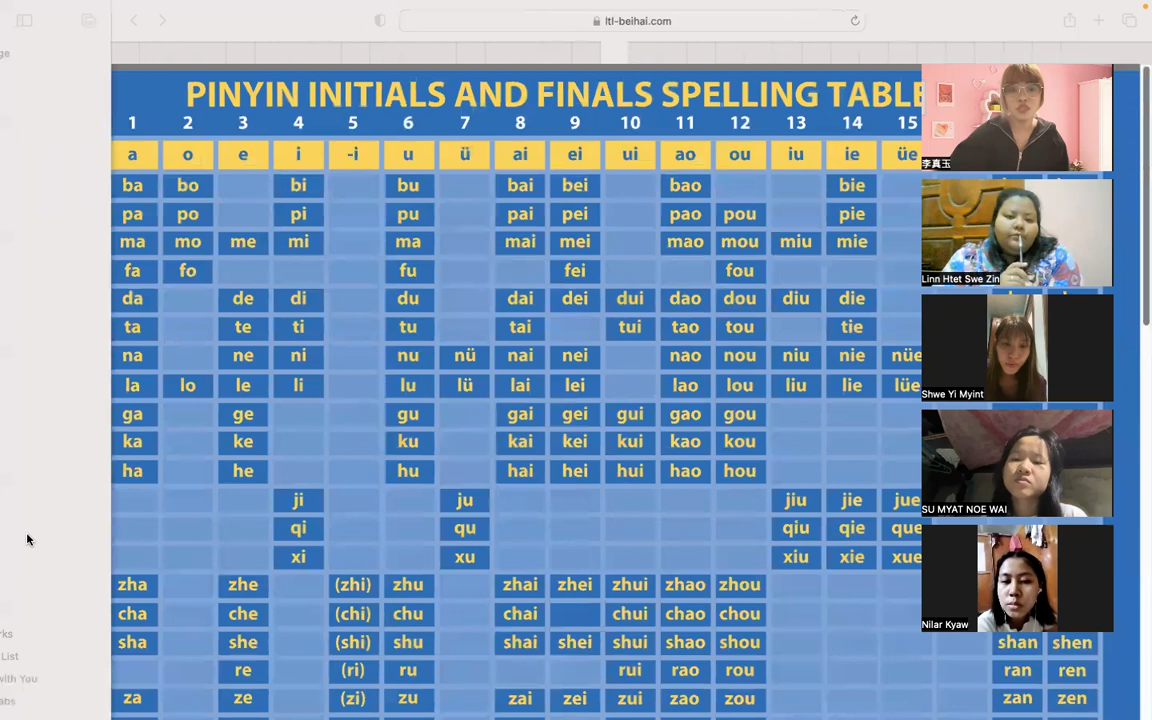 ge
ltl-beihai.com
PINYIN INITIALS AND FINALS SPELLING TABLE
1 2 3 4 5 6 7 8 9 10 11 12 13 14 15
a o e i -i u ü ai ei ui ao ou iu ie üe
ba bo bi bu bai bei bao bie
pa po pi pu pai pei pao pou pie
ma mo me mi ma mai mei mao mou miu mie
fa fo fu fei fou
da de di du dai dei dui dao dou diu die
ta te ti tu tai tui tao tou tie
na ne ni nu nü nai nei nao nou niu nie nüe
la lo le li lu lü lai lei lao lou liu lie lüe
ga ge gu gai gei gui gao gou
ka ke ku kai kei kui kao kou
ha he hu hai hei hui hao hou
ji ju jiu jie jue
qi qu qiu qie que
xi xu xiu xie xue
zha zhe (zhi) zhu zhai zhei zhui zhao zhou
cha che (chi) chu chai chui chao chou
sha she (shi) shu shai shei shui shao shou shan shen
re (ri) ru rui rao rou ran ren
za ze (zi) zu zai zei zui zao zou zan zen
李真玉
Linn Htet Swe Zin
Shwe Yi Myint
SU MYAT NOE WAI
Nilar Kyaw
rks
List
with You
abs